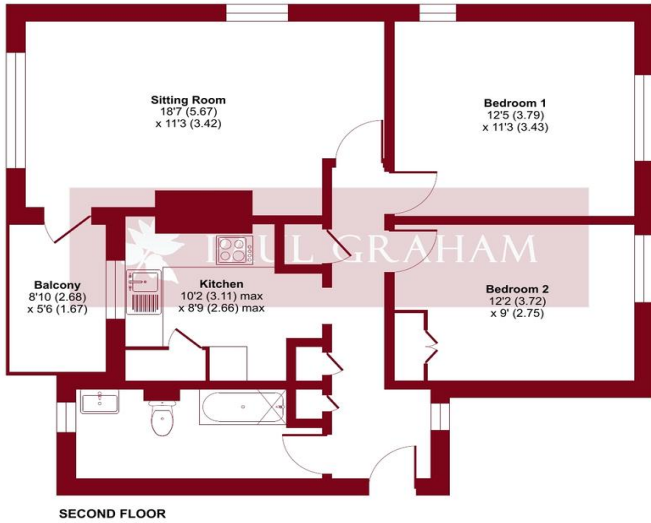 Sitting Room
18'7 (5.67)
x 11'3 (3.42)
Bedroom 1
12'5 (3.79)
x 11'3 (3.43)
GRAHAM
Balcony
8'10 (2.68)
x 5'6 (1.67)
Kitchen
10'2 (3.11) max
x 8'9 (2.66) max
Bedroom 2
12'2 (3.72)
x 9' (2.75)
SECOND FLOOR